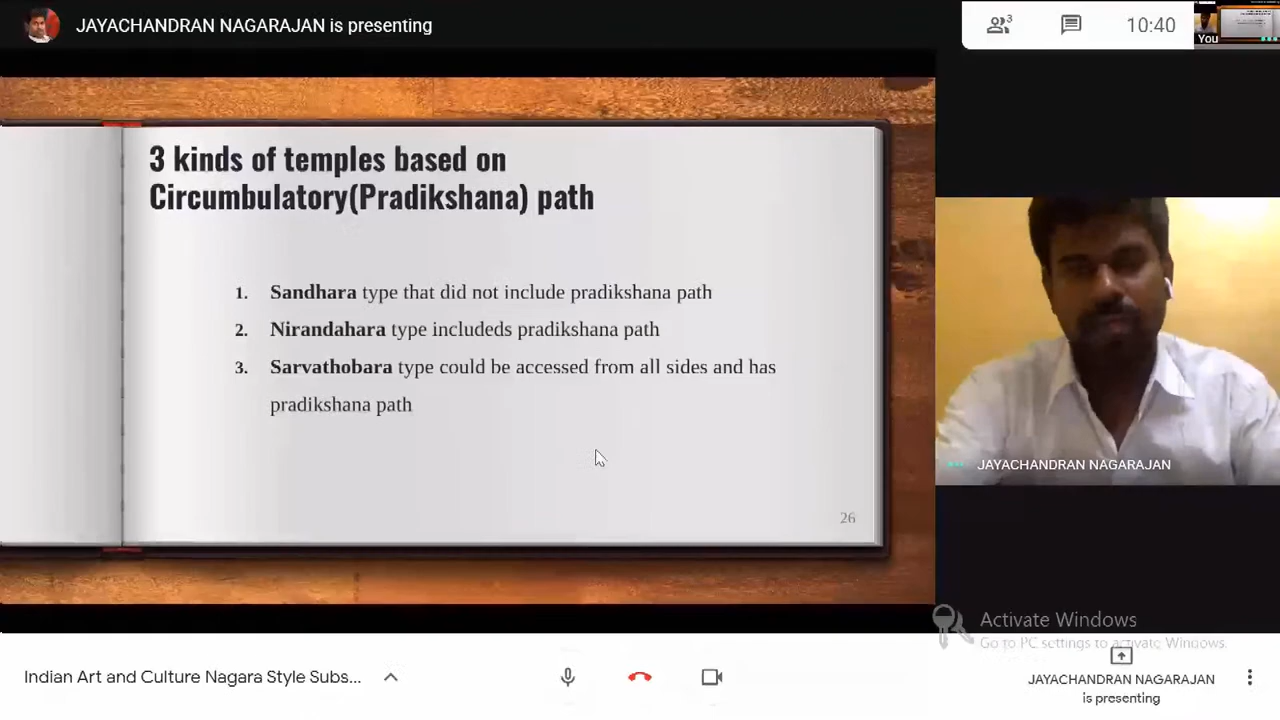 JAYACHANDRAN NAGARAJAN is presenting
3
10:40
You
3 kinds of temples based on
Circumbulatory(Pradikshana) path
1. Sandhara type that did not include pradikshana path
2. Nirandahara type includeds pradikshana path
3. Sarvathobara type could be accessed from all sides and has
pradikshana path
26
JAYACHANDRAN NAGARAJAN
Activate Windows
Go to PC settings to activate Windows.
Indian Art and Culture Nagara Style Subs...
JAYACHANDRAN NAGARAJAN
is presenting